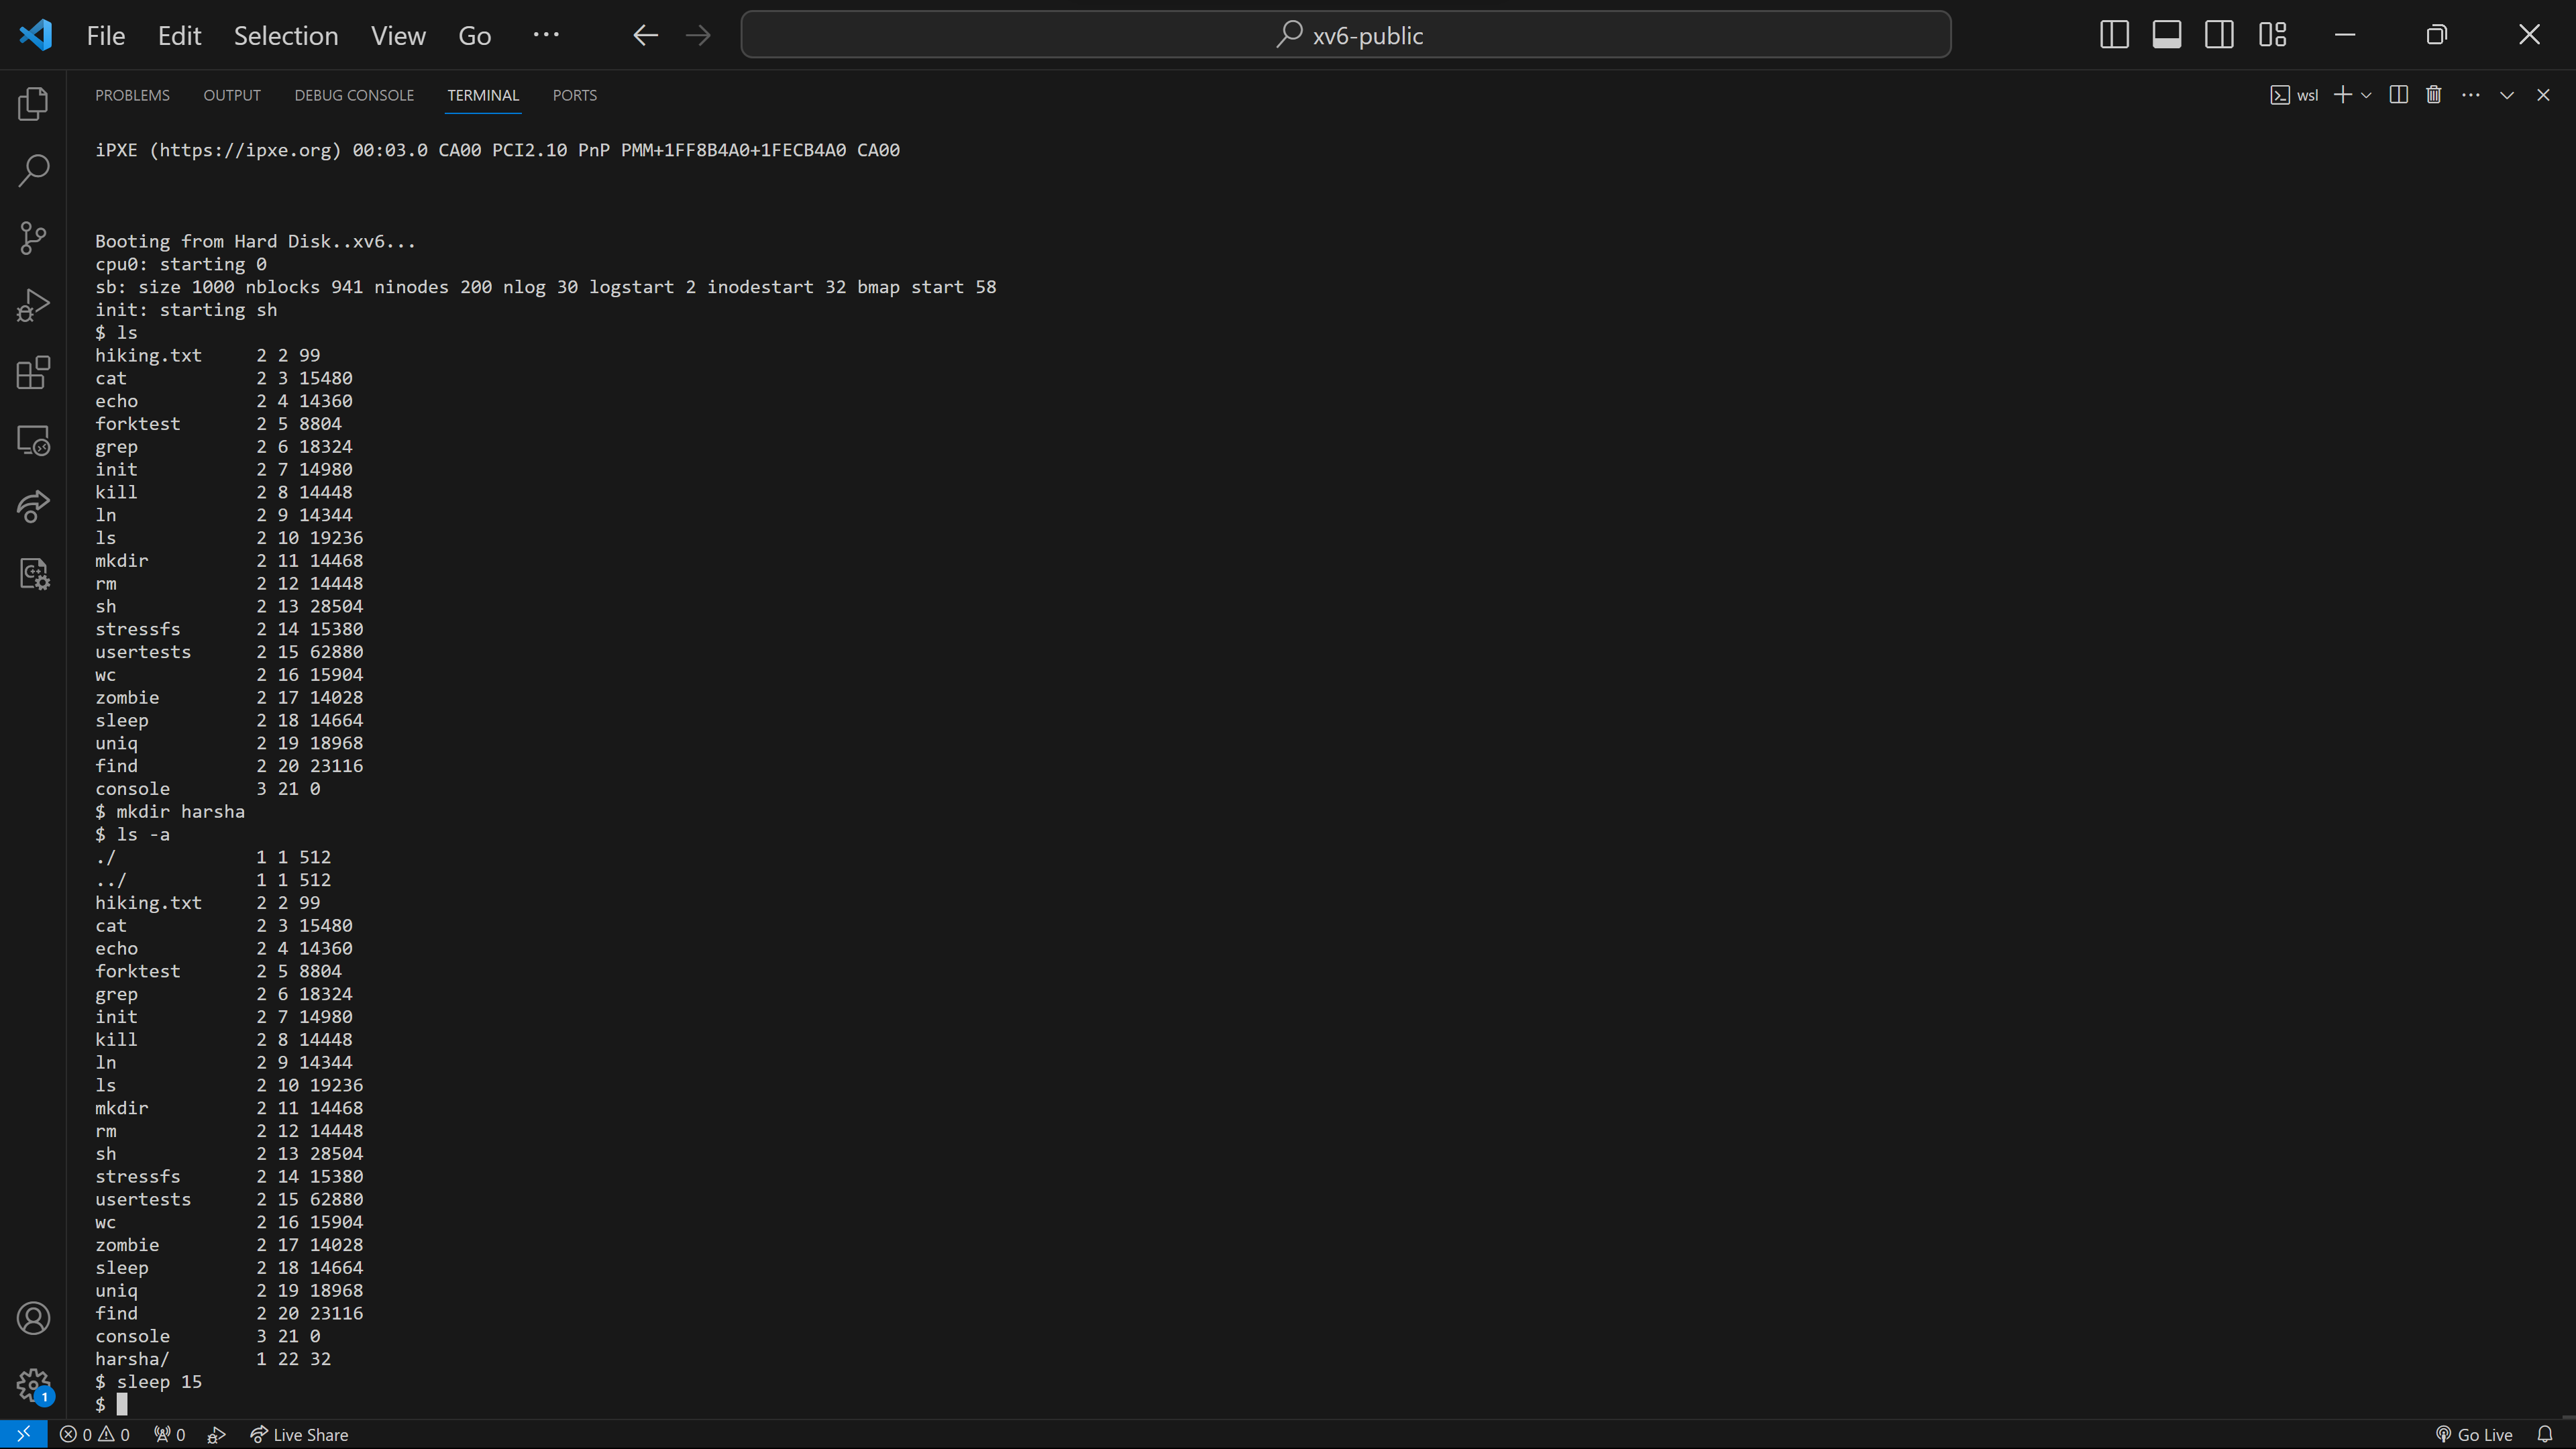 File Edit Selection View Go ··· xv6-public
PROBLEMS OUTPUT DEBUG CONSOLE TERMINAL PORTS wsl
iPXE (https://ipxe.org) 00:03.0 CA00 PCI2.10 PnP PMM+1FF8B4A0+1FECB4A0 CA00
Booting from Hard Disk..xv6...
cpu0: starting 0
sb: size 1000 nblocks 941 ninodes 200 nlog 30 logstart 2 inodestart 32 bmap start 58
init: starting sh
$ ls
hiking.txt     2 2 99
cat            2 3 15480
echo           2 4 14360
forktest       2 5 8804
grep           2 6 18324
init           2 7 14980
kill           2 8 14448
ln             2 9 14344
ls             2 10 19236
mkdir          2 11 14468
rm             2 12 14448
sh             2 13 28504
stressfs       2 14 15380
usertests      2 15 62880
wc             2 16 15904
zombie         2 17 14028
sleep          2 18 14664
uniq           2 19 18968
find           2 20 23116
console        3 21 0
$ mkdir harsha
$ ls -a
./             1 1 512
../            1 1 512
hiking.txt     2 2 99
cat            2 3 15480
echo           2 4 14360
forktest       2 5 8804
grep           2 6 18324
init           2 7 14980
kill           2 8 14448
ln             2 9 14344
ls             2 10 19236
mkdir          2 11 14468
rm             2 12 14448
sh             2 13 28504
stressfs       2 14 15380
usertests      2 15 62880
wc             2 16 15904
zombie         2 17 14028
sleep          2 18 14664
uniq           2 19 18968
find           2 20 23116
console        3 21 0
harsha/        1 22 32
$ sleep 15
$
1
0 0 0 Live Share Go Live